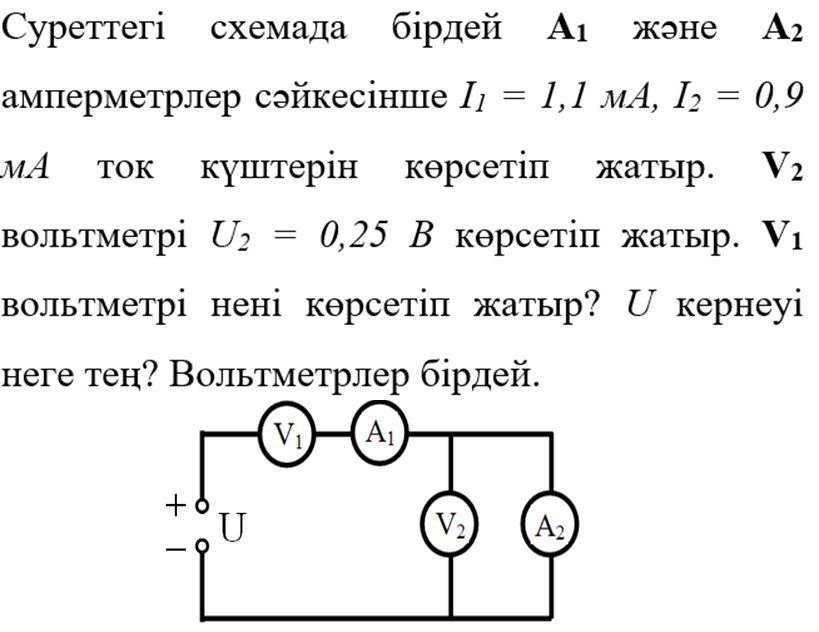 Суреттегі схемада бірдей A₁ және A₂
амперметрлер сәйкесінше I₁ = 1,1 мА, I₂ = 0,9
мА ток күштерін көрсетіп жатыр. V₂
вольтметрі U₂ = 0,25 В көрсетіп жатыр. V₁
вольтметрі нені көрсетіп жатыр? U кернеуі
неге тең? Вольтметрлер бірдей.
V₁ A₁
+ U
−
V₂ A₂